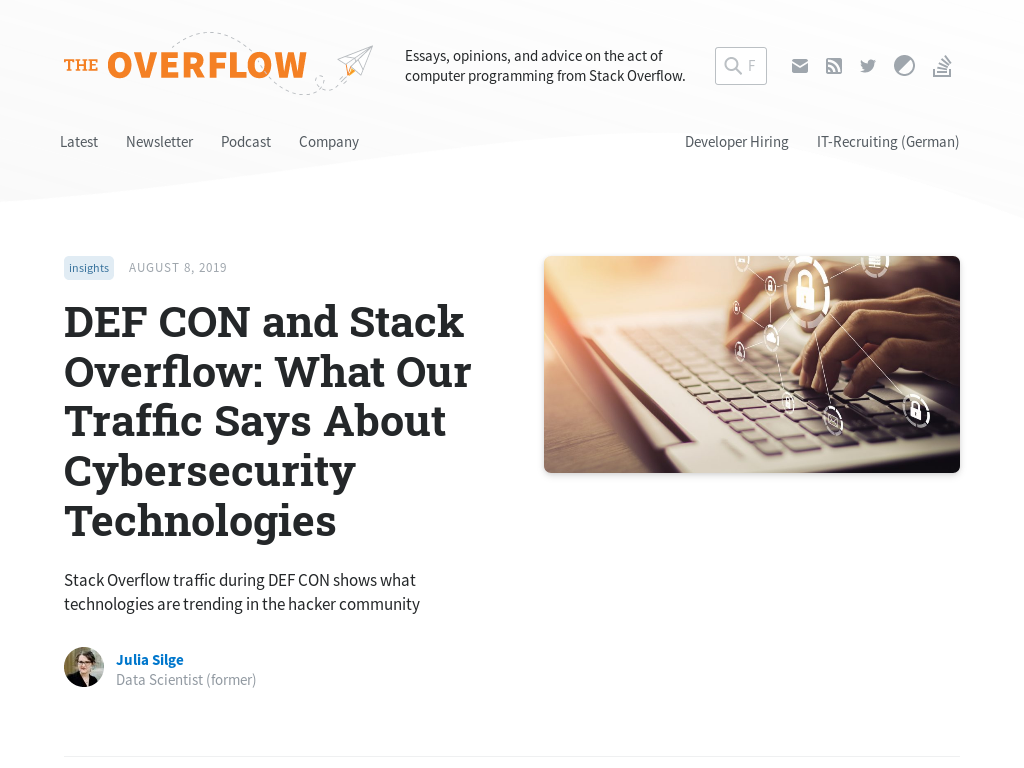 THE OVERFLOW
Essays, opinions, and advice on the act of
computer programming from Stack Overflow.
F
Latest
Newsletter
Podcast
Company
Developer Hiring
IT-Recruiting (German)
insights
AUGUST 8, 2019
DEF CON and Stack
Overflow: What Our
Traffic Says About
Cybersecurity
Technologies
Stack Overflow traffic during DEF CON shows what
technologies are trending in the hacker community
Julia Silge
Data Scientist (former)